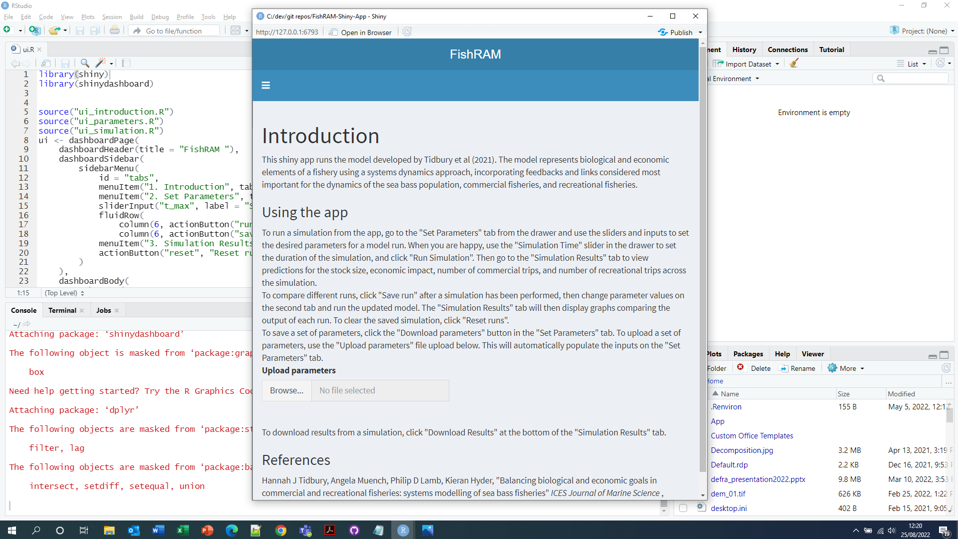 RStudio
File Edit Code View Plots Session Build Debug Profile Tools Help
Go to file/function
Project: (None)
ui.R
1 library(shiny)
2 library(shinydashboard)
3
4
5 source("ui_introduction.R")
6 source("ui_parameters.R")
7 source("ui_simulation.R")
8 ui <- dashboardPage(
9 dashboardHeader(title = "FishRAM "),
10 dashboardSidebar(
11 sidebarMenu(
12 id = "tabs",
13 menuItem("1. Introduction", tab
14 menuItem("2. Set Parameters", t
15 sliderInput("t_max", label = "S
16 fluidRow(
17 column(6, actionButton("run
18 column(6, actionButton("sav
19 menuItem("3. Simulation Results
20 actionButton("reset", "Reset ru
21 )
22 ),
23 dashboardBody(
1:15 (Top Level)
Console Terminal Jobs
~/
Attaching package: ‘shinydashboard’
The following object is masked from ‘package:grap
box
Need help getting started? Try the R Graphics Coo
Attaching package: ‘dplyr’
The following objects are masked from ‘package:st
filter, lag
The following objects are masked from ‘package:ba
intersect, setdiff, setequal, union
C:/dev/git repos/FishRAM-Shiny-App - Shiny
http://127.0.0.1:6793 Open in Browser Publish
FishRAM
Introduction
This shiny app runs the model developed by Tidbury et al (2021). The model represents biological and economic
elements of a fishery using a systems dynamics approach, incorporating feedbacks and links considered most
important for the dynamics of the sea bass population, commercial fisheries, and recreational fisheries.
Using the app
To run a simulation from the app, go to the "Set Parameters" tab from the drawer and use the sliders and inputs to set
the desired parameters for a model run. When you are happy, use the "Simulation Time" slider in the drawer to set
the duration of the simulation, and click "Run Simulation". Then go to the "Simulation Results" tab to view
predictions for the stock size, economic impact, number of commercial trips, and number of recreational trips across
the simulation.
To compare different runs, click "Save run" after a simulation has been performed, then change parameter values on
the second tab and run the updated model. The "Simulation Results" tab will then display graphs comparing the
output of each run. To clear the saved simulation, click "Reset runs".
To save a set of parameters, click the "Download parameters" button in the "Set Parameters" tab. To upload a set of
parameters, use the "Upload parameters" file upload below. This will automatically populate the inputs on the "Set
Parameters" tab.
Upload parameters
Browse... No file selected
To download results from a simulation, click "Download Results" at the bottom of the "Simulation Results" tab.
References
Hannah J Tidbury, Angela Muench, Philip D Lamb, Kieran Hyder, "Balancing biological and economic goals in
commercial and recreational fisheries: systems modelling of sea bass fisheries" ICES Journal of Marine Science ,
ment History Connections Tutorial
Import Dataset List
al Environment
Environment is empty
Plots Packages Help Viewer
Folder Delete Rename More
Home
Name Size Modified
.Renviron 155 B May 5, 2022, 12:1
App
Custom Office Templates
Decomposition.jpg 3.2 MB Apr 13, 2021, 3:19
Default.rdp 2.2 KB Dec 16, 2021, 9:53
defra_presentation2022.pptx 9.8 MB Mar 10, 2022, 3:53
dem_01.tif 626 KB Feb 25, 2022, 1:22
desktop.ini 402 B Feb 15, 2021, 9:05
12:20
25/08/2022